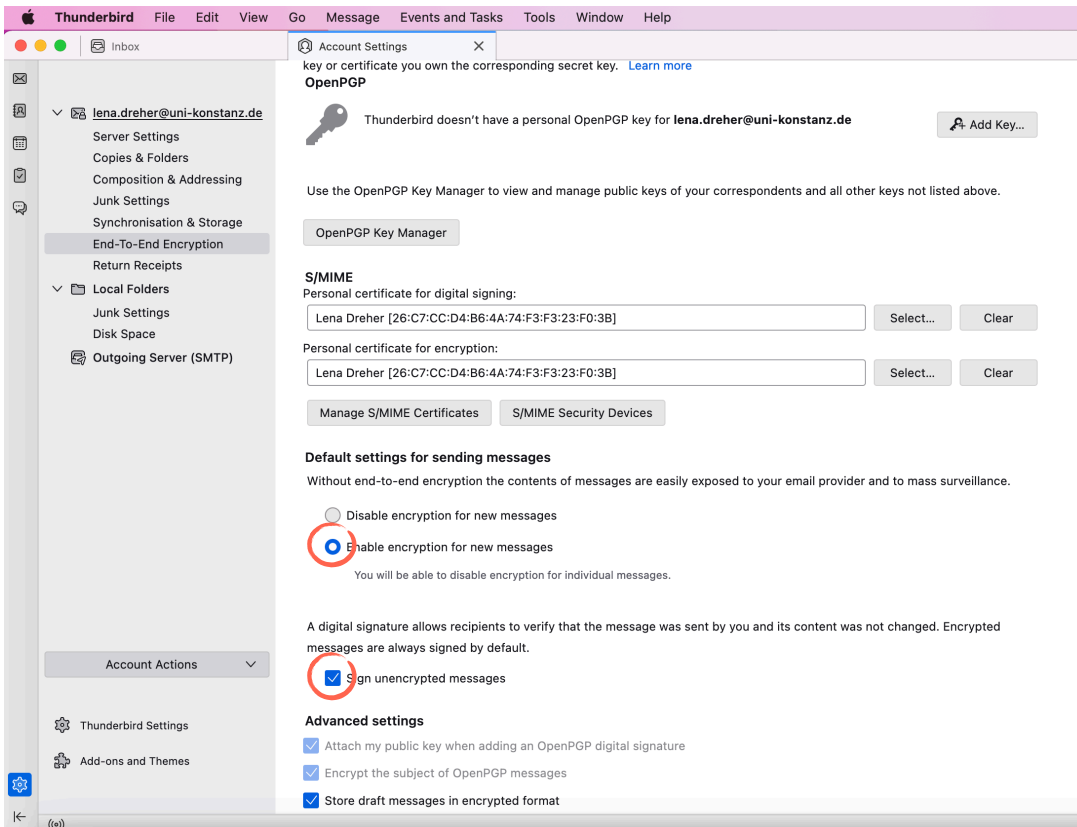 Thunderbird File Edit View Go Message Events and Tasks Tools Window Help
Inbox
Account Settings
lena.dreher@uni-konstanz.de
Server Settings
Copies & Folders
Composition & Addressing
Junk Settings
Synchronisation & Storage
End-To-End Encryption
Return Receipts
Local Folders
Junk Settings
Disk Space
Outgoing Server (SMTP)
Account Actions
Thunderbird Settings
Add-ons and Themes
key or certificate you own the corresponding secret key. Learn more
OpenPGP
Thunderbird doesn't have a personal OpenPGP key for lena.dreher@uni-konstanz.de
Add Key...
Use the OpenPGP Key Manager to view and manage public keys of your correspondents and all other keys not listed above.
OpenPGP Key Manager
S/MIME
Personal certificate for digital signing:
Lena Dreher [26:C7:CC:D4:B6:4A:74:F3:F3:23:F0:3B] Select... Clear
Personal certificate for encryption:
Lena Dreher [26:C7:CC:D4:B6:4A:74:F3:F3:23:F0:3B] Select... Clear
Manage S/MIME Certificates S/MIME Security Devices
Default settings for sending messages
Without end-to-end encryption the contents of messages are easily exposed to your email provider and to mass surveillance.
Disable encryption for new messages
Enable encryption for new messages
You will be able to disable encryption for individual messages.
A digital signature allows recipients to verify that the message was sent by you and its content was not changed. Encrypted
messages are always signed by default.
Sign unencrypted messages
Advanced settings
Attach my public key when adding an OpenPGP digital signature
Encrypt the subject of OpenPGP messages
Store draft messages in encrypted format